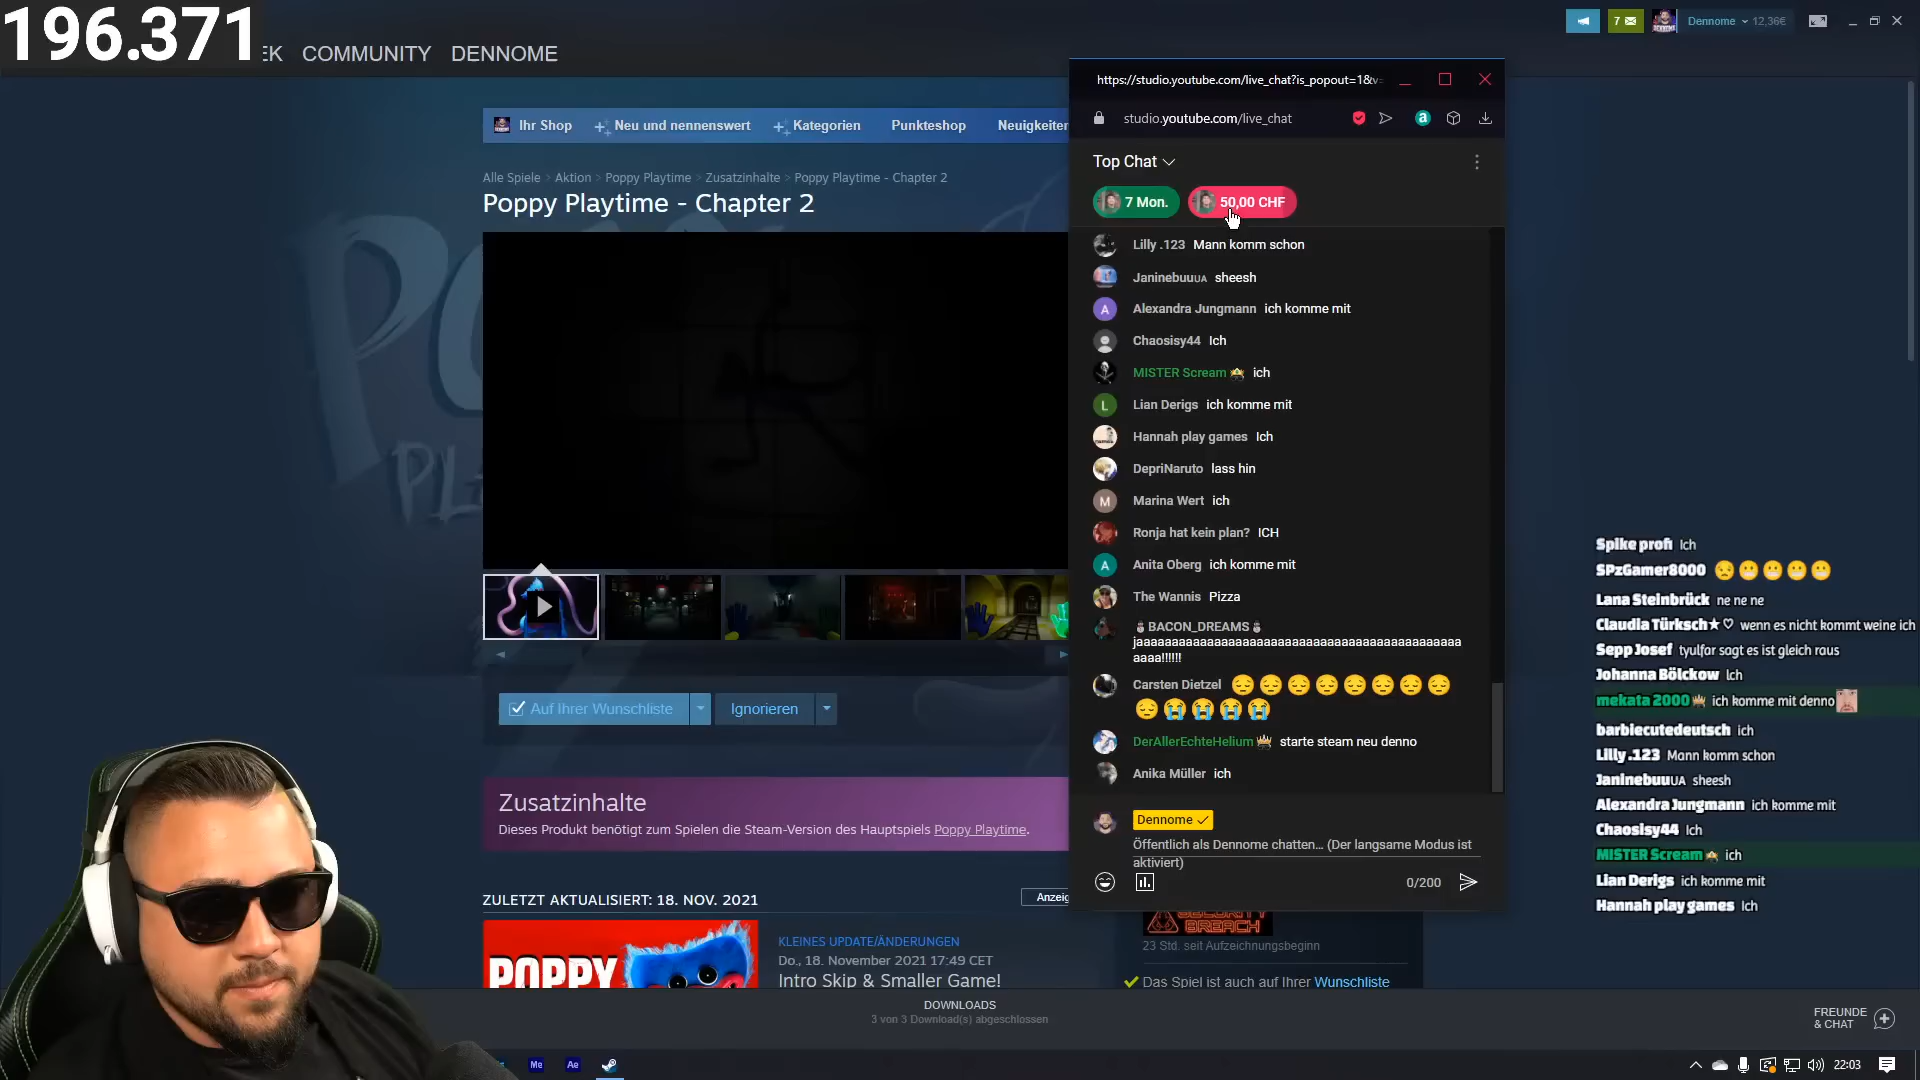 196.371
EK COMMUNITY DENNOME
7
Dennome 12,36€
https://studio.youtube.com/live_chat?is_popout=1&v=
studio.youtube.com/live_chat
Ihr Shop Neu und nennenswert Kategorien Punkteshop Neuigkeiten
Alle Spiele > Aktion > Poppy Playtime > Zusatzinhalte > Poppy Playtime - Chapter 2
Poppy Playtime - Chapter 2
Top Chat
7 Mon. 50,00 CHF
Lilly .123 Mann komm schon
JaninebuuUA sheesh
A Alexandra Jungmann ich komme mit
Chaosisy44 Ich
MISTER Scream ich
L Lian Derigs ich komme mit
Hannah play games Ich
DepriNaruto lass hin
M Marina Wert ich
Ronja hat kein plan? ICH
A Anita Oberg ich komme mit
The Wannis Pizza
⛄BACON_DREAMS⛄
jaaaaaaaaaaaaaaaaaaaaaaaaaaaaaaaaaaaaaaaaaaaaaa
aaaa!!!!!!
Carsten Dietzel 😔😔😔😔😔😔😔😔
😔😭😭😭😭
DerAllerEchteHelium starte steam neu denno
Anika Müller ich
Dennome ✓
Öffentlich als Dennome chatten... (Der langsame Modus ist
aktiviert)
0/200
Spike profi Ich
SPzGamer8000 😒😬😬😬😬
Lana Steinbrück ne ne ne
Claudia Türksch★♡ wenn es nicht kommt weine ich
Sepp Josef tyulfor sagt es ist gleich raus
Johanna Bölckow Lch
mekata 2000 ich komme mit denno
barbiecutedeutsch ich
Lilly .123 Mann komm schon
JaninebuuUA sheesh
Alexandra Jungmann ich komme mit
Chaosisy44 Ich
MISTER Scream ich
Lian Derigs ich komme mit
Hannah play games Ich
Auf Ihrer Wunschliste Ignorieren
Zusatzinhalte
Dieses Produkt benötigt zum Spielen die Steam-Version des Hauptspiels Poppy Playtime.
ZULETZT AKTUALISIERT: 18. NOV. 2021 Anzeig
POPPY
KLEINES UPDATE/ÄNDERUNGEN
Do., 18. November 2021 17:49 CET
Intro Skip & Smaller Game!
SECURITY
BREACH
23 Std. seit Aufzeichnungsbeginn
Das Spiel ist auch auf Ihrer Wunschliste
DOWNLOADS
3 von 3 Download(s) abgeschlossen
FREUNDE
& CHAT
Me Ae
22:03